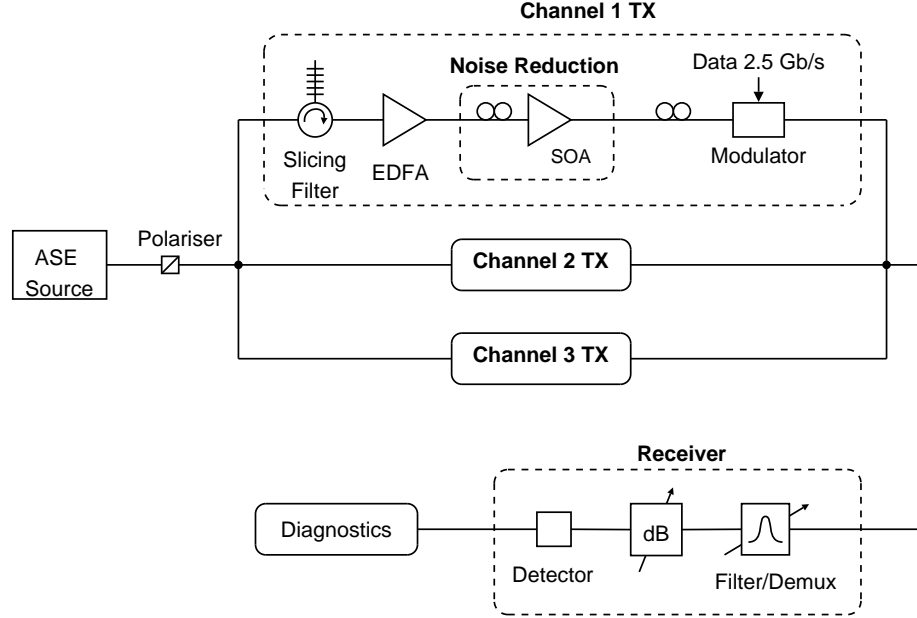 Channel 1 TX
Noise Reduction
Data 2.5 Gb/s
Slicing
Filter
EDFA
SOA
Modulator
Polariser
ASE
Source
Channel 2 TX
Channel 3 TX
Receiver
Diagnostics
dB
Detector
Filter/Demux